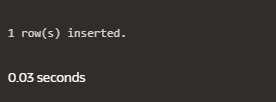 1 row(s) inserted.
0.03 seconds